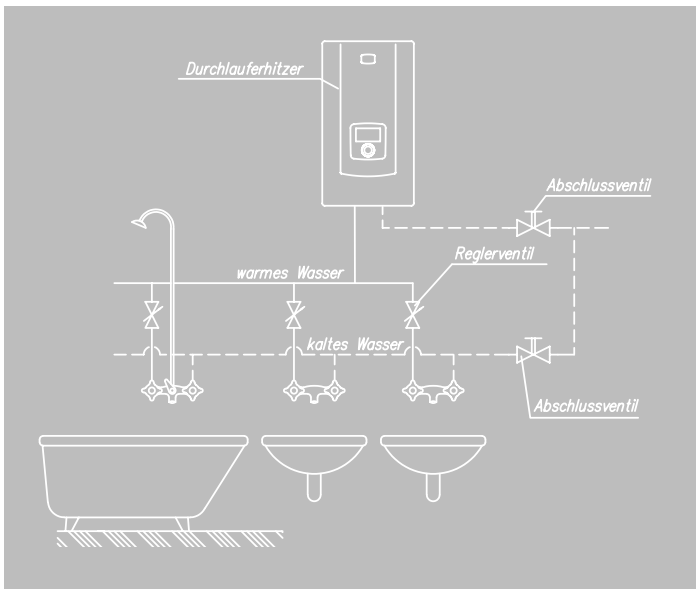 Durchlauferhitzer
Abschlussventil
Reglerventil
warmes Wasser
kaltes Wasser
Abschlussventil